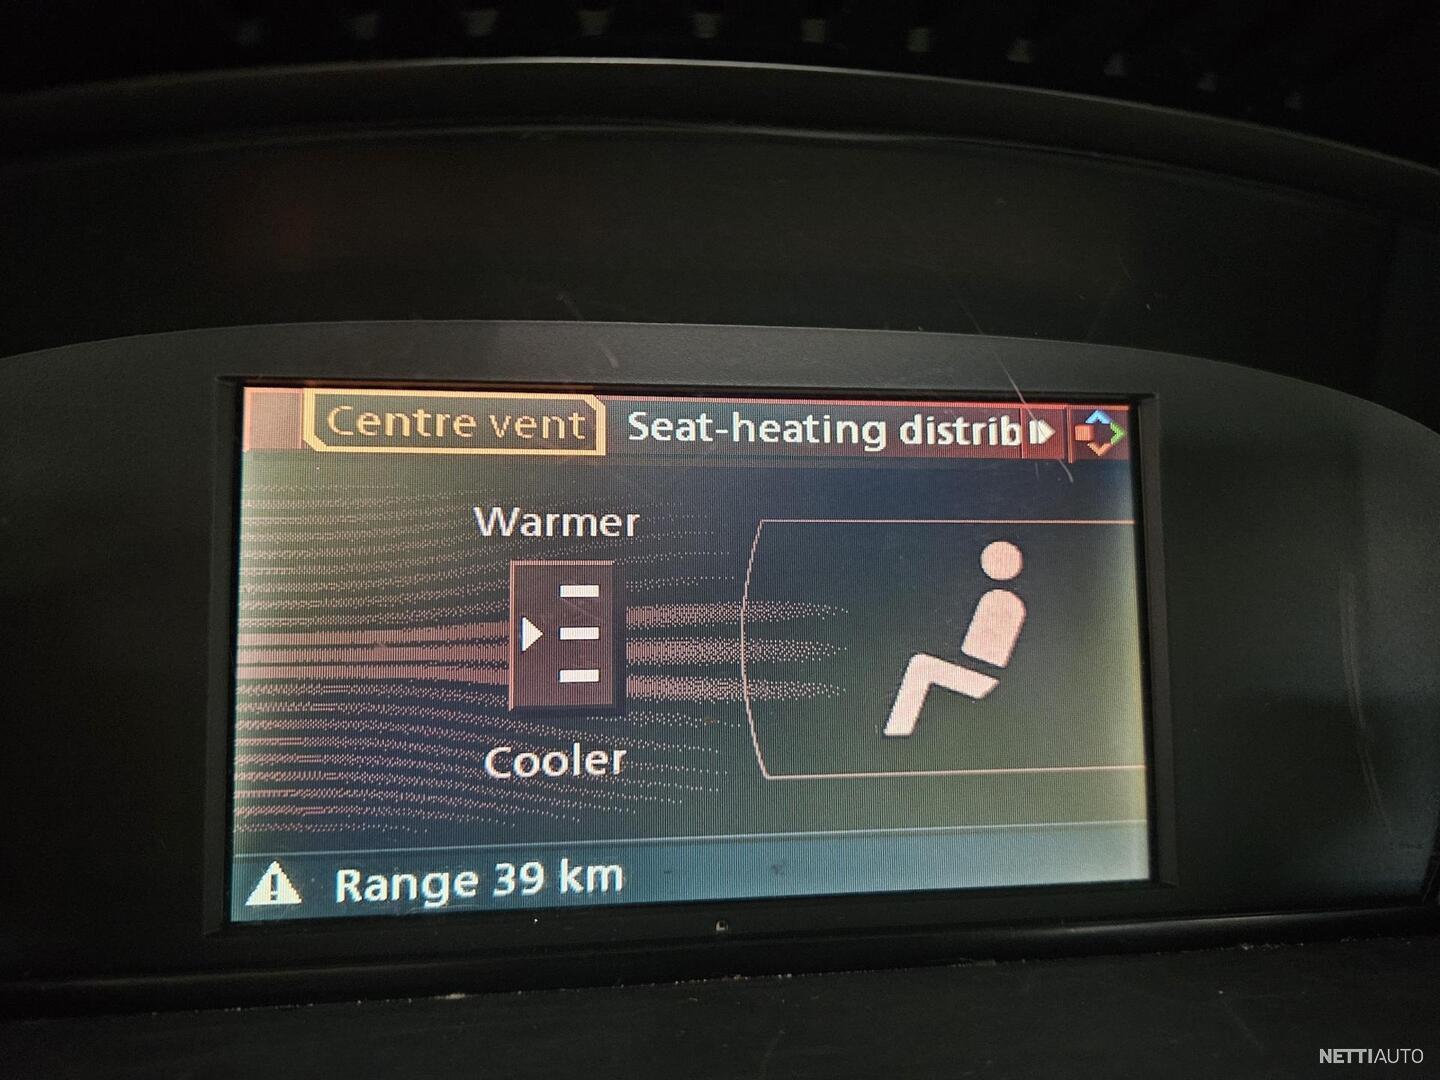 Centre vent
Seat-heating distrib
Warmer
Cooler
Range 39 km
NETTIAUTO